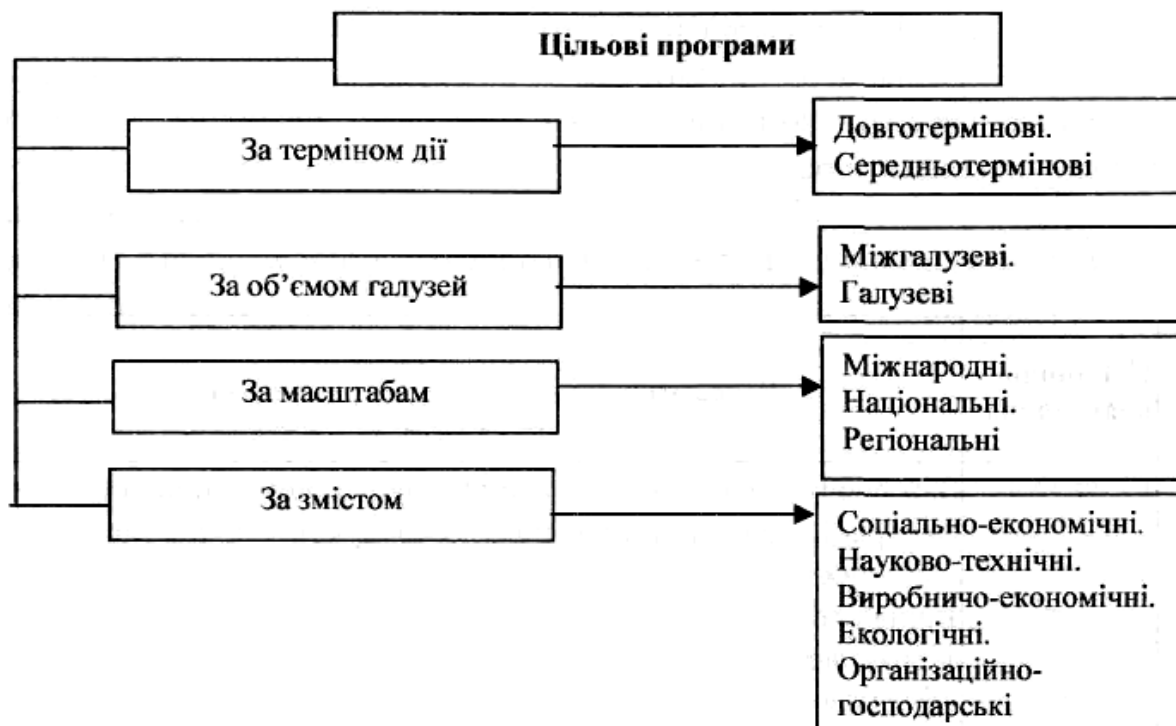 Цільові програми
За терміном дії
Довготермінові.
Середньотермінові
За об’ємом галузей
Міжгалузеві.
Галузеві
За масштабам
Міжнародні.
Національні.
Регіональні
За змістом
Соціально-економічні.
Науково-технічні.
Виробничо-економічні.
Екологічні.
Організаційно-
господарські